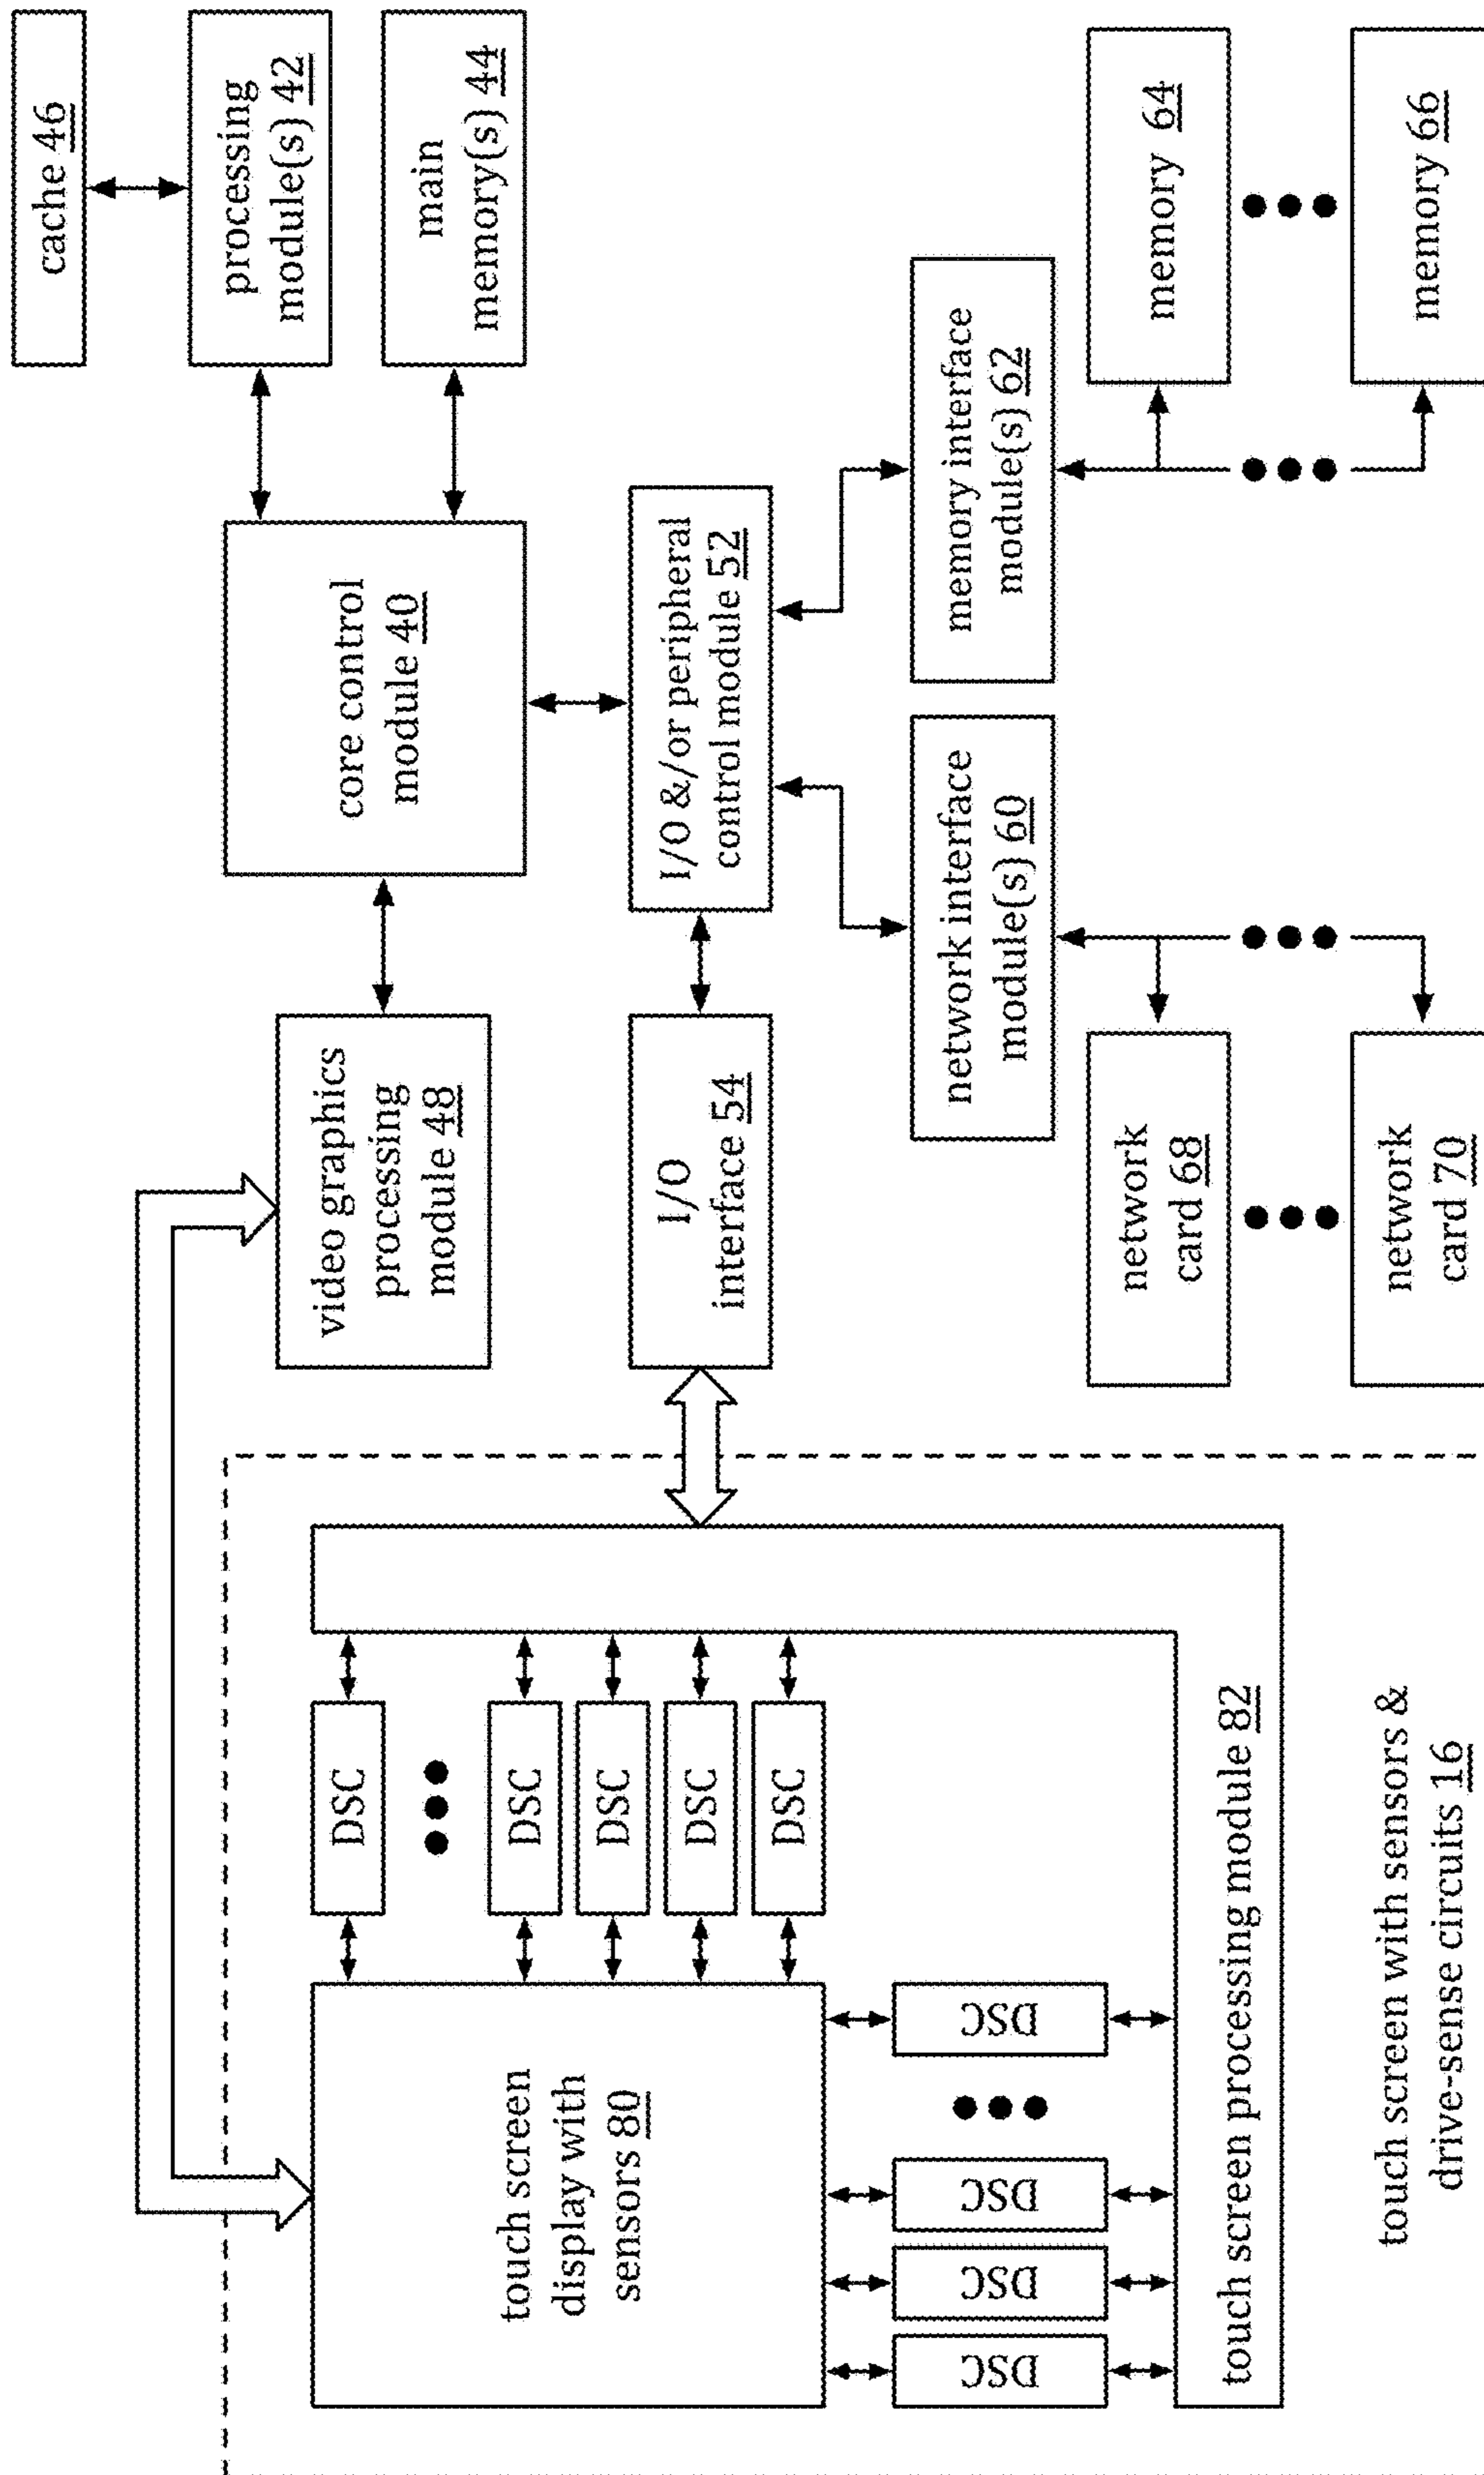 cache 46
processing
module(s) 42
main
memory(s) 44
core control
module 40
video graphics
processing
module 48
I/O &/or peripheral
control module 52
I/O
interface 54
memory interface
module(s) 62
network interface
module(s) 60
memory 64
memory 66
network
card 68
network
card 70
touch screen
display with
sensors 80
DSC
DSC
DSC
DSC
DSC
DSC
DSC
DSC
DSC
touch screen processing module 82
touch screen with sensors &
drive-sense circuits 16